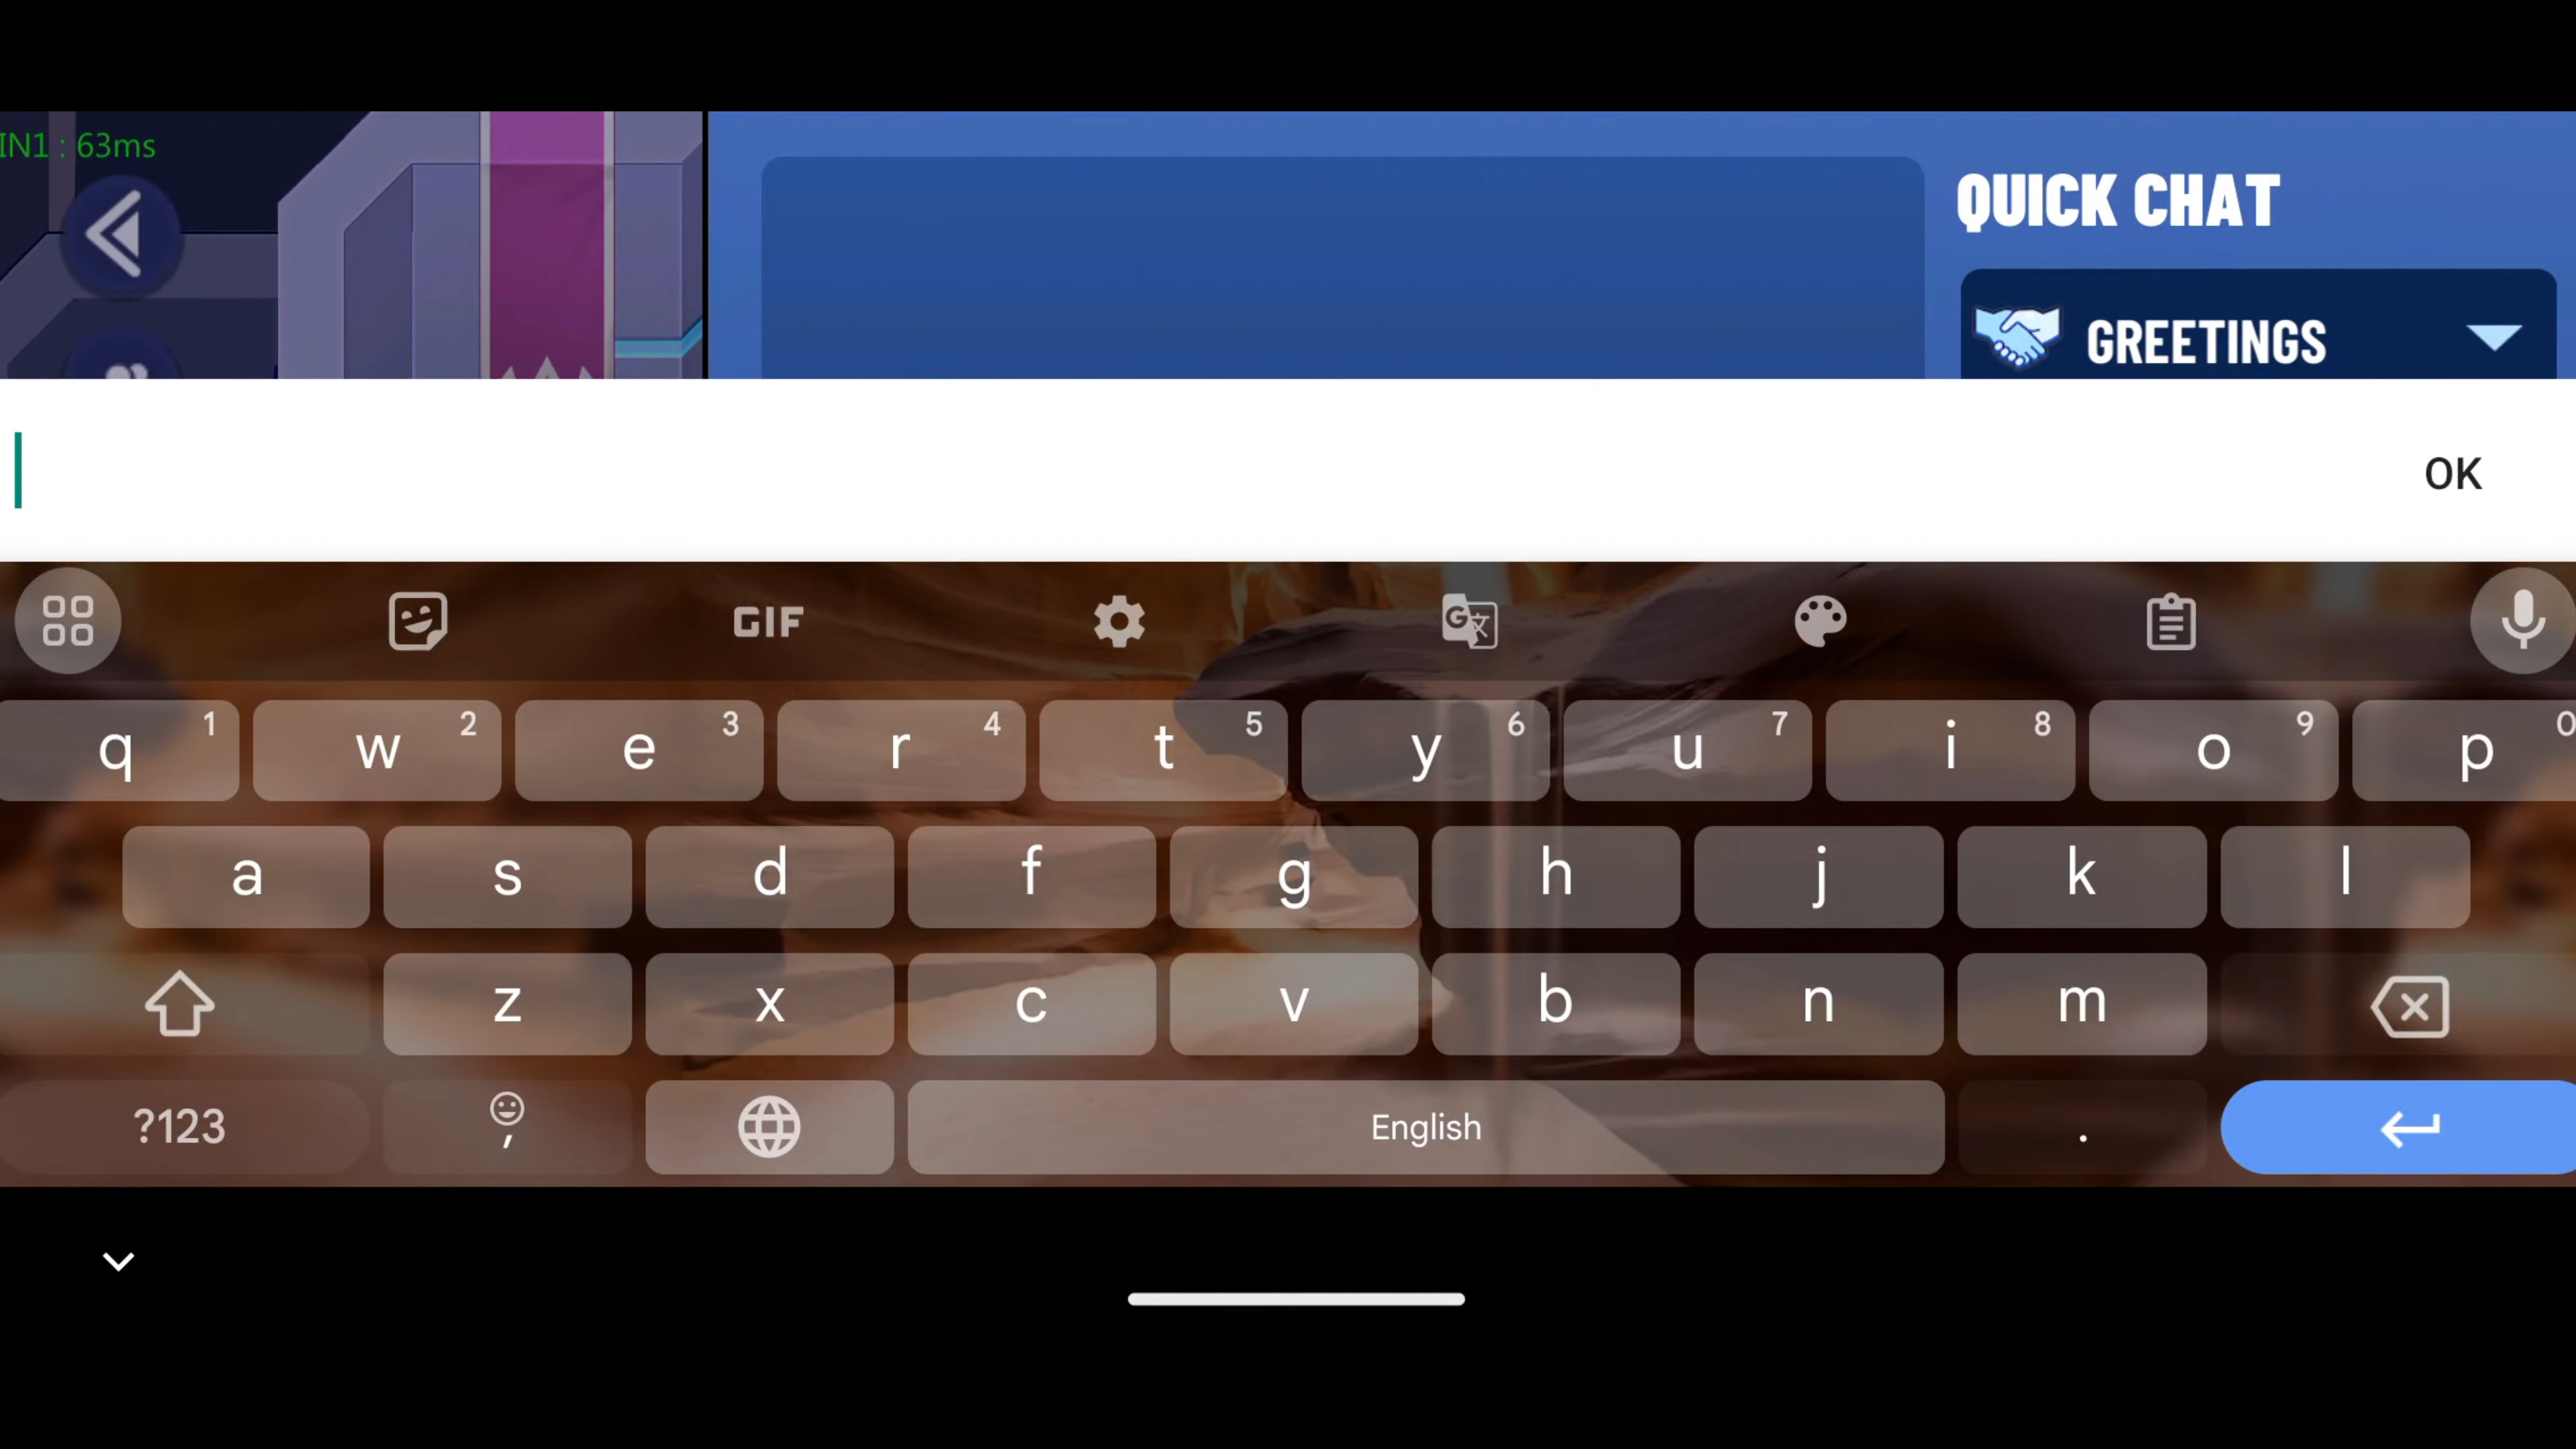 IN1 : 63ms
QUICK CHAT
GREETINGS
OK
GIF
q 1 w 2 e 3 r 4 t 5 y 6 u 7 i 8 o 9 p 0
a s d f g h j k l
z x c v b n m
?123 , English .